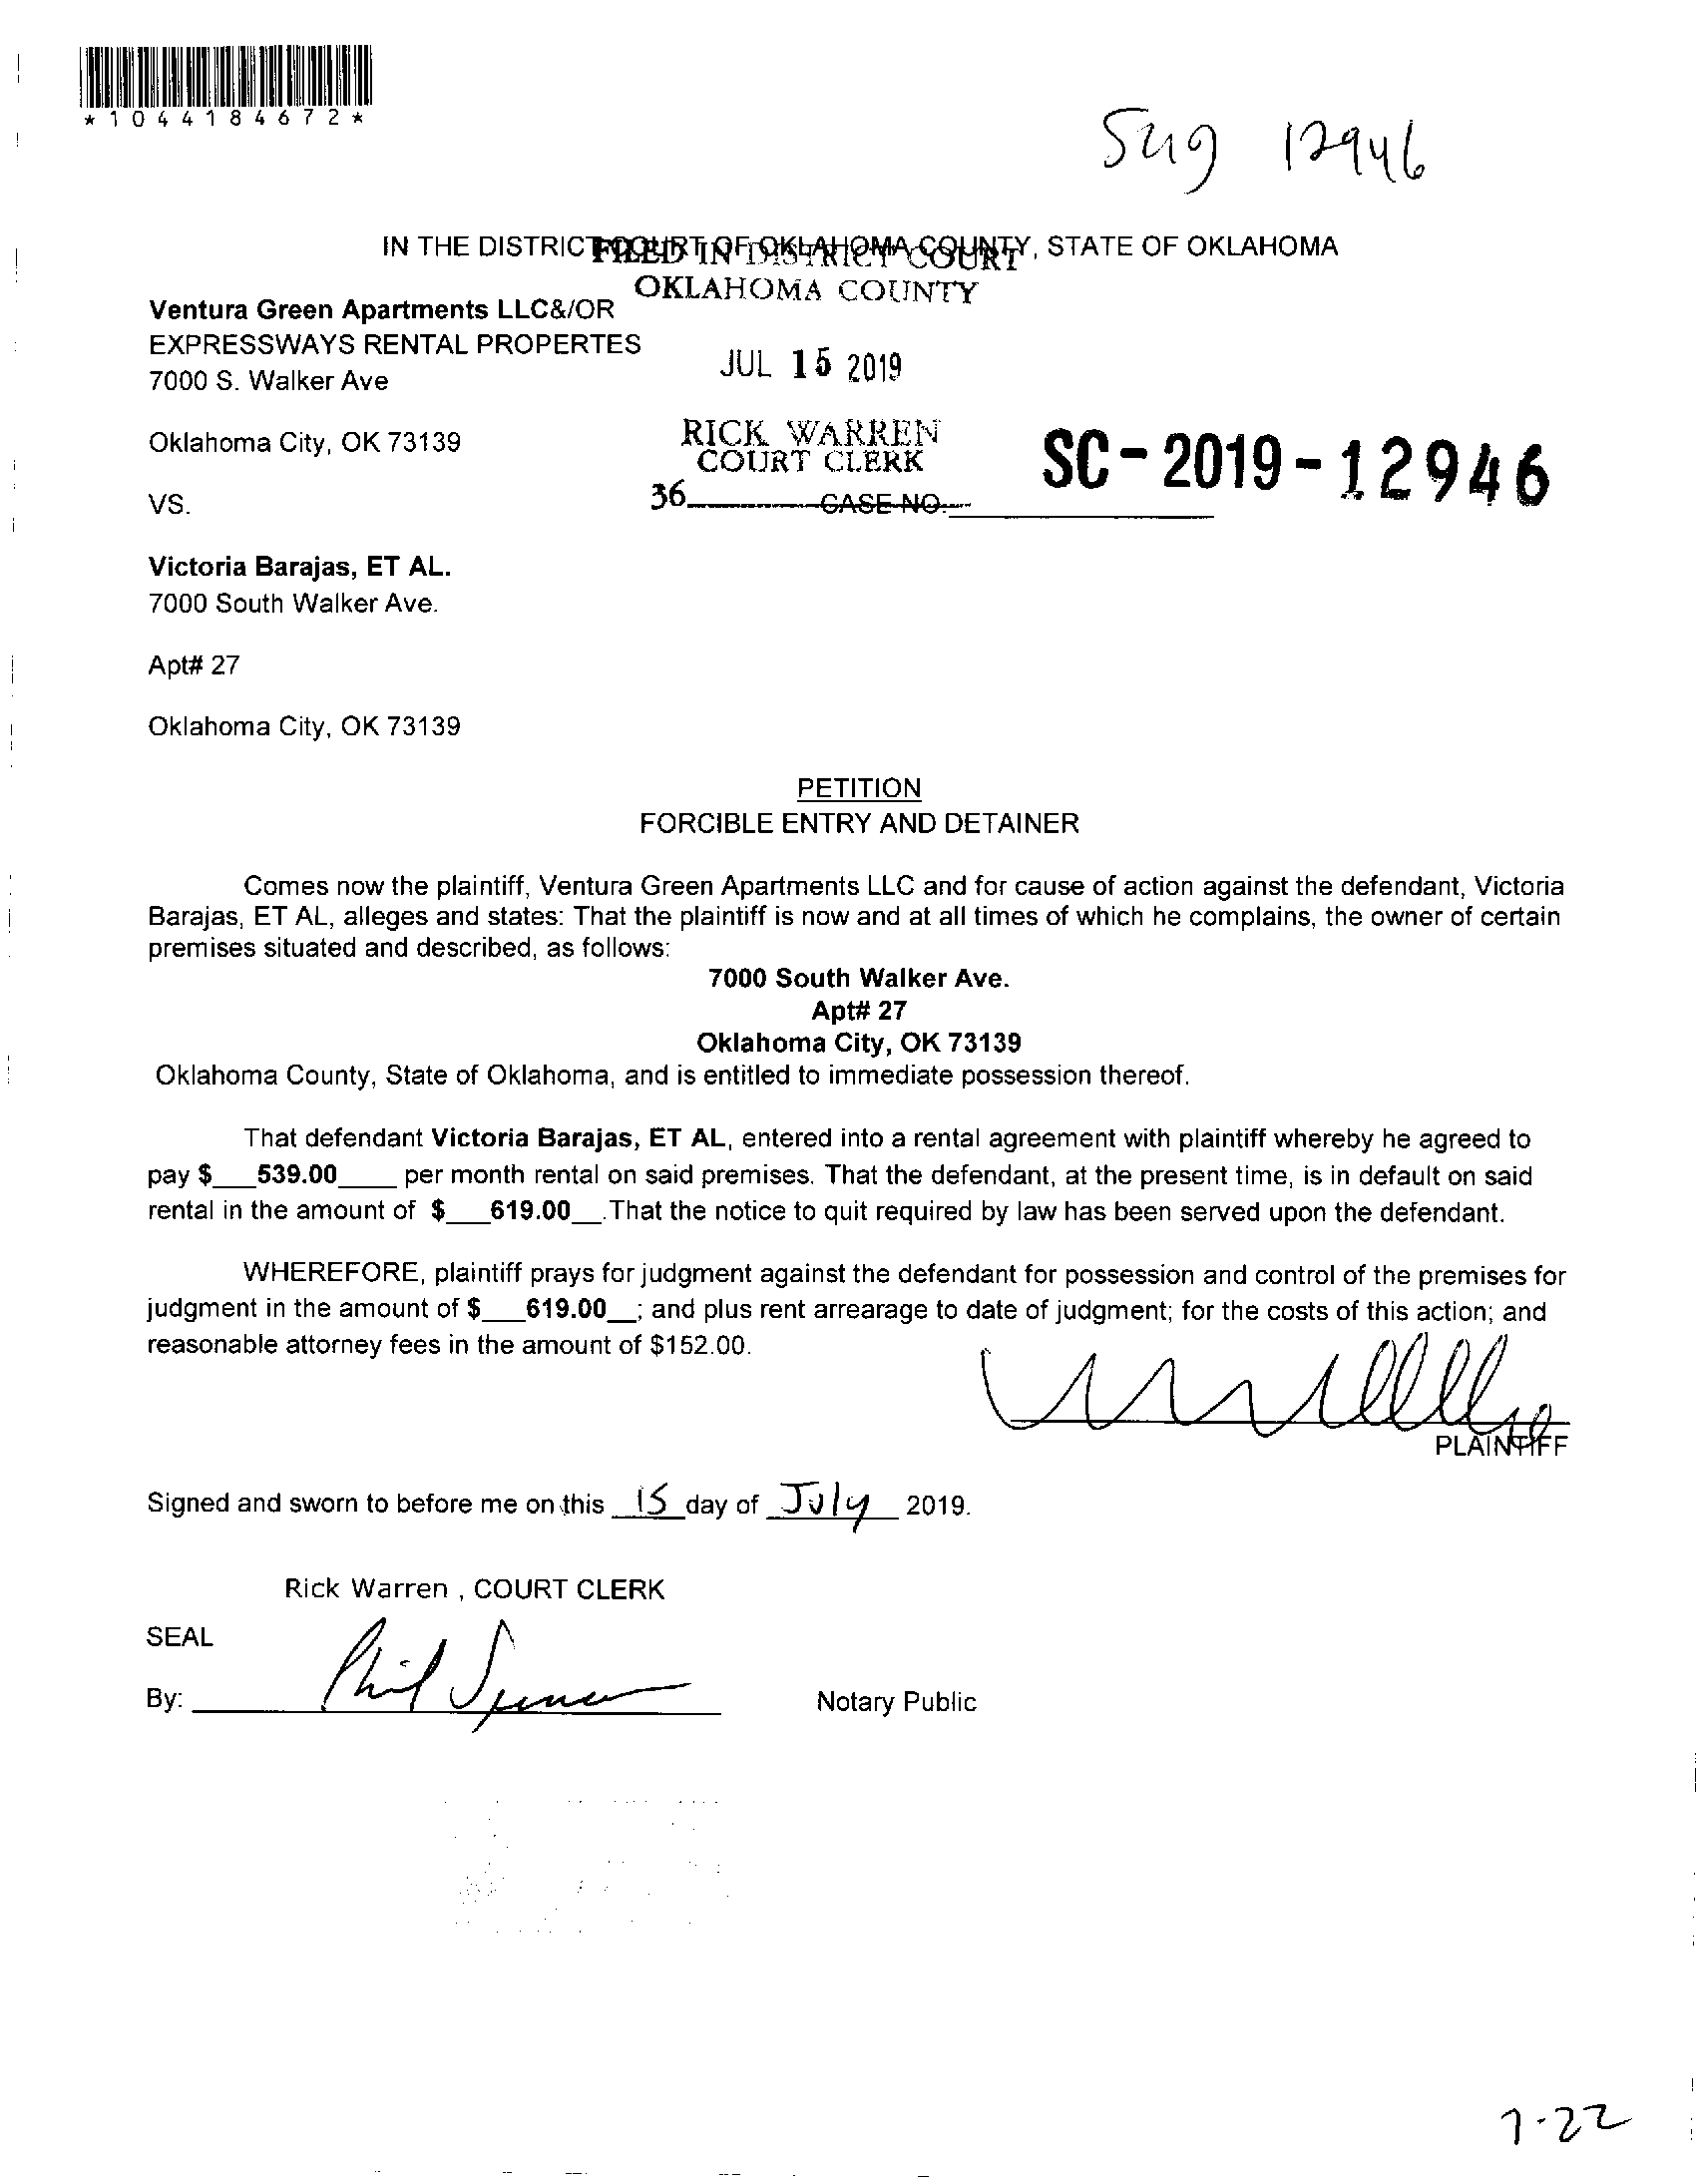 *1044184672*
12946
IN THE DISTRICT COURT OF OKLAHOMA COUNTY, STATE OF OKLAHOMA
FILED IN DISTRICT COURT
OKLAHOMA COUNTY
Ventura Green Apartments LLC&/OR
EXPRESSWAYS RENTAL PROPERTES
7000 S. Walker Ave
JUL 15 2019
Oklahoma City, OK 73139
RICK WARREN
COURT CLERK
SC-2019-12946
VS.
36 CASE NO.
Victoria Barajas, ET AL.
7000 South Walker Ave.
Apt# 27
Oklahoma City, OK 73139
PETITION
FORCIBLE ENTRY AND DETAINER
Comes now the plaintiff, Ventura Green Apartments LLC and for cause of action against the defendant, Victoria
Barajas, ET AL, alleges and states: That the plaintiff is now and at all times of which he complains, the owner of certain
premises situated and described, as follows:
7000 South Walker Ave.
Apt# 27
Oklahoma City, OK 73139
Oklahoma County, State of Oklahoma, and is entitled to immediate possession thereof.
That defendant Victoria Barajas, ET AL, entered into a rental agreement with plaintiff whereby he agreed to
pay $___539.00____ per month rental on said premises. That the defendant, at the present time, is in default on said
rental in the amount of $___619.00__.That the notice to quit required by law has been served upon the defendant.
WHEREFORE, plaintiff prays for judgment against the defendant for possession and control of the premises for
judgment in the amount of $___619.00__; and plus rent arrearage to date of judgment; for the costs of this action; and
reasonable attorney fees in the amount of $152.00.
PLAINTIFF
Signed and sworn to before me on this 15 day of July 2019.
Rick Warren , COURT CLERK
SEAL
By: Phil Spencer Notary Public
7-22